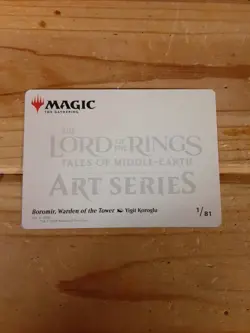 MAGIC
THE GATHERING
THE
LORD OF THE RINGS
TALES OF MIDDLE-EARTH
ART SERIES
Boromir, Warden of the Tower Yigit Koroglu
1/81